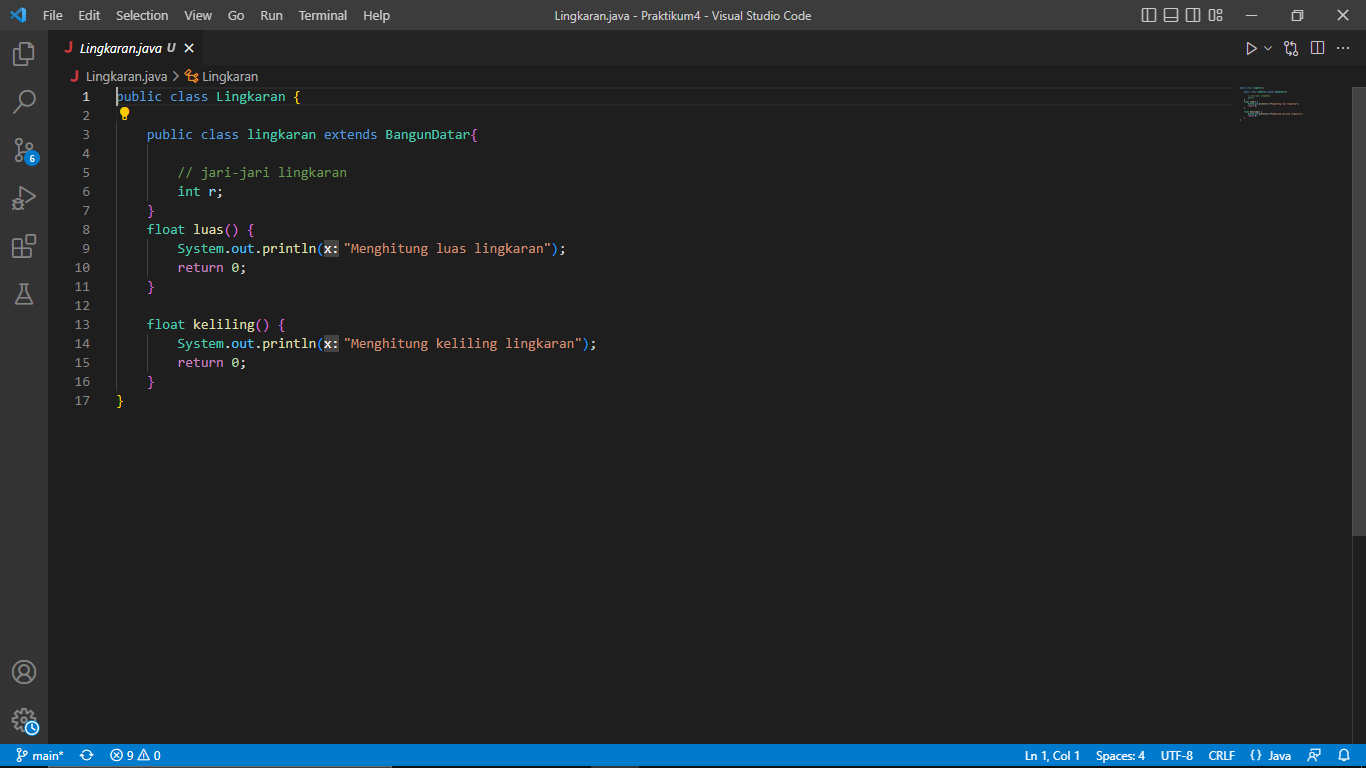 File Edit Selection View Go Run Terminal Help Lingkaran.java - Praktikum4 - Visual Studio Code
J Lingkaran.java U
J Lingkaran.java > Lingkaran
1 public class Lingkaran {
2
3 public class lingkaran extends BangunDatar{
4
5 // jari-jari lingkaran
6 int r;
7 }
8 float luas() {
9 System.out.println(x: "Menghitung luas lingkaran");
10 return 0;
11 }
12
13 float keliling() {
14 System.out.println(x: "Menghitung keliling lingkaran");
15 return 0;
16 }
17 }
6
main* 9 0 Ln 1, Col 1 Spaces: 4 UTF-8 CRLF {} Java